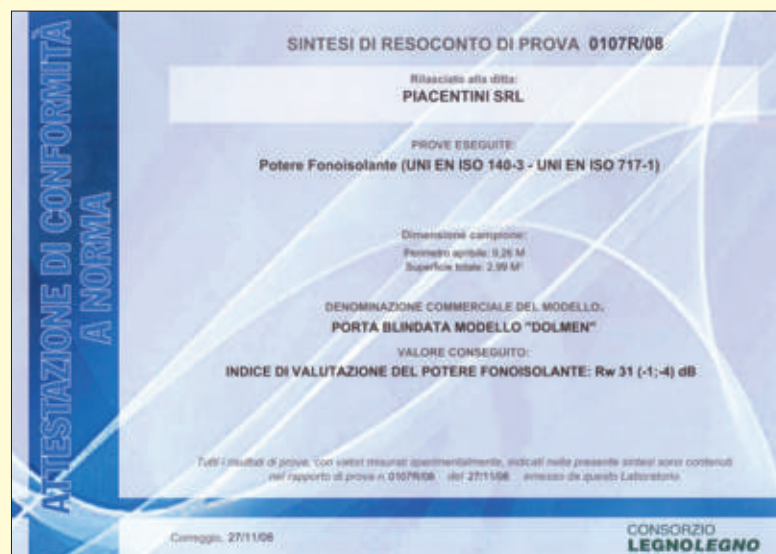 ATTESTAZIONE DI CONFORMITÀ
A NORMA
SINTESI DI RESOCONTO DI PROVA 0107R/08
Rilasciato alla ditta:
PIACENTINI SRL
PROVE ESEGUITE:
Potere Fonoisolante (UNI EN ISO 140-3 - UNI EN ISO 717-1)
Dimensione campione:
Perimetro apribile: 9,26 M
Superficie totale: 2,99 M²
DENOMINAZIONE COMMERCIALE DEL MODELLO:
PORTA BLINDATA MODELLO "DOLMEN"
VALORE CONSEGUITO:
INDICE DI VALUTAZIONE DEL POTERE FONOISOLANTE: Rw 31 (-1;-4) dB
Tutti i risultati di prova, con valori misurati sperimentalmente, indicati nella presente sintesi sono contenuti
nel rapporto di prova n. 0107R/08 del 27/11/08 emesso da questo Laboratorio.
Correggio, 27/11/08
CONSORZIO
LEGNOLEGNO